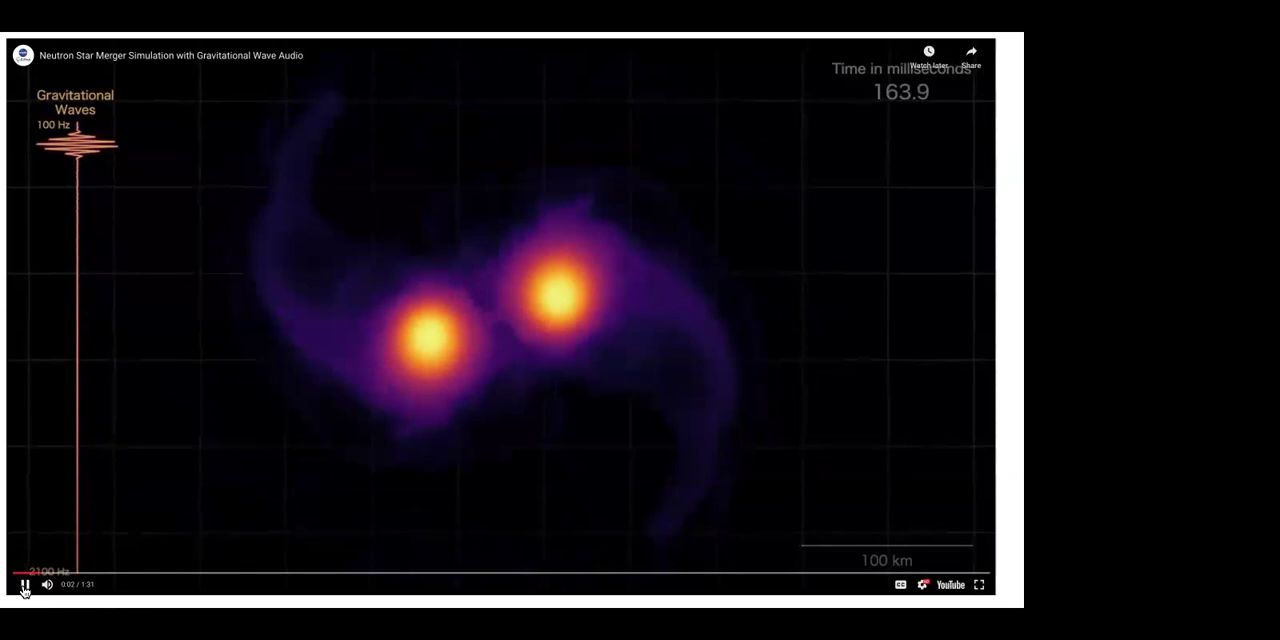 Neutron Star Merger Simulation with Gravitational Wave Audio
Watch later
Share
Time in milliseconds
163.9
Gravitational
Waves
100 Hz
100 km
2100 Hz
0:02 / 1:31
CC
YouTube